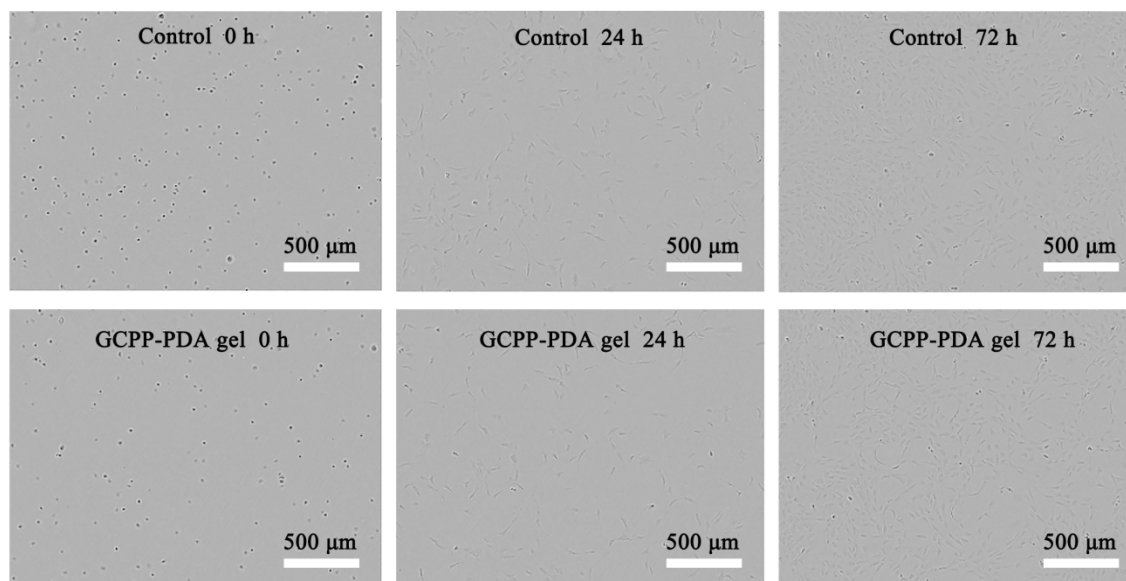 Control 0 h
500 μm
Control 24 h
500 μm
Control 72 h
500 μm
GCPP-PDA gel 0 h
500 μm
GCPP-PDA gel 24 h
500 μm
GCPP-PDA gel 72 h
500 μm